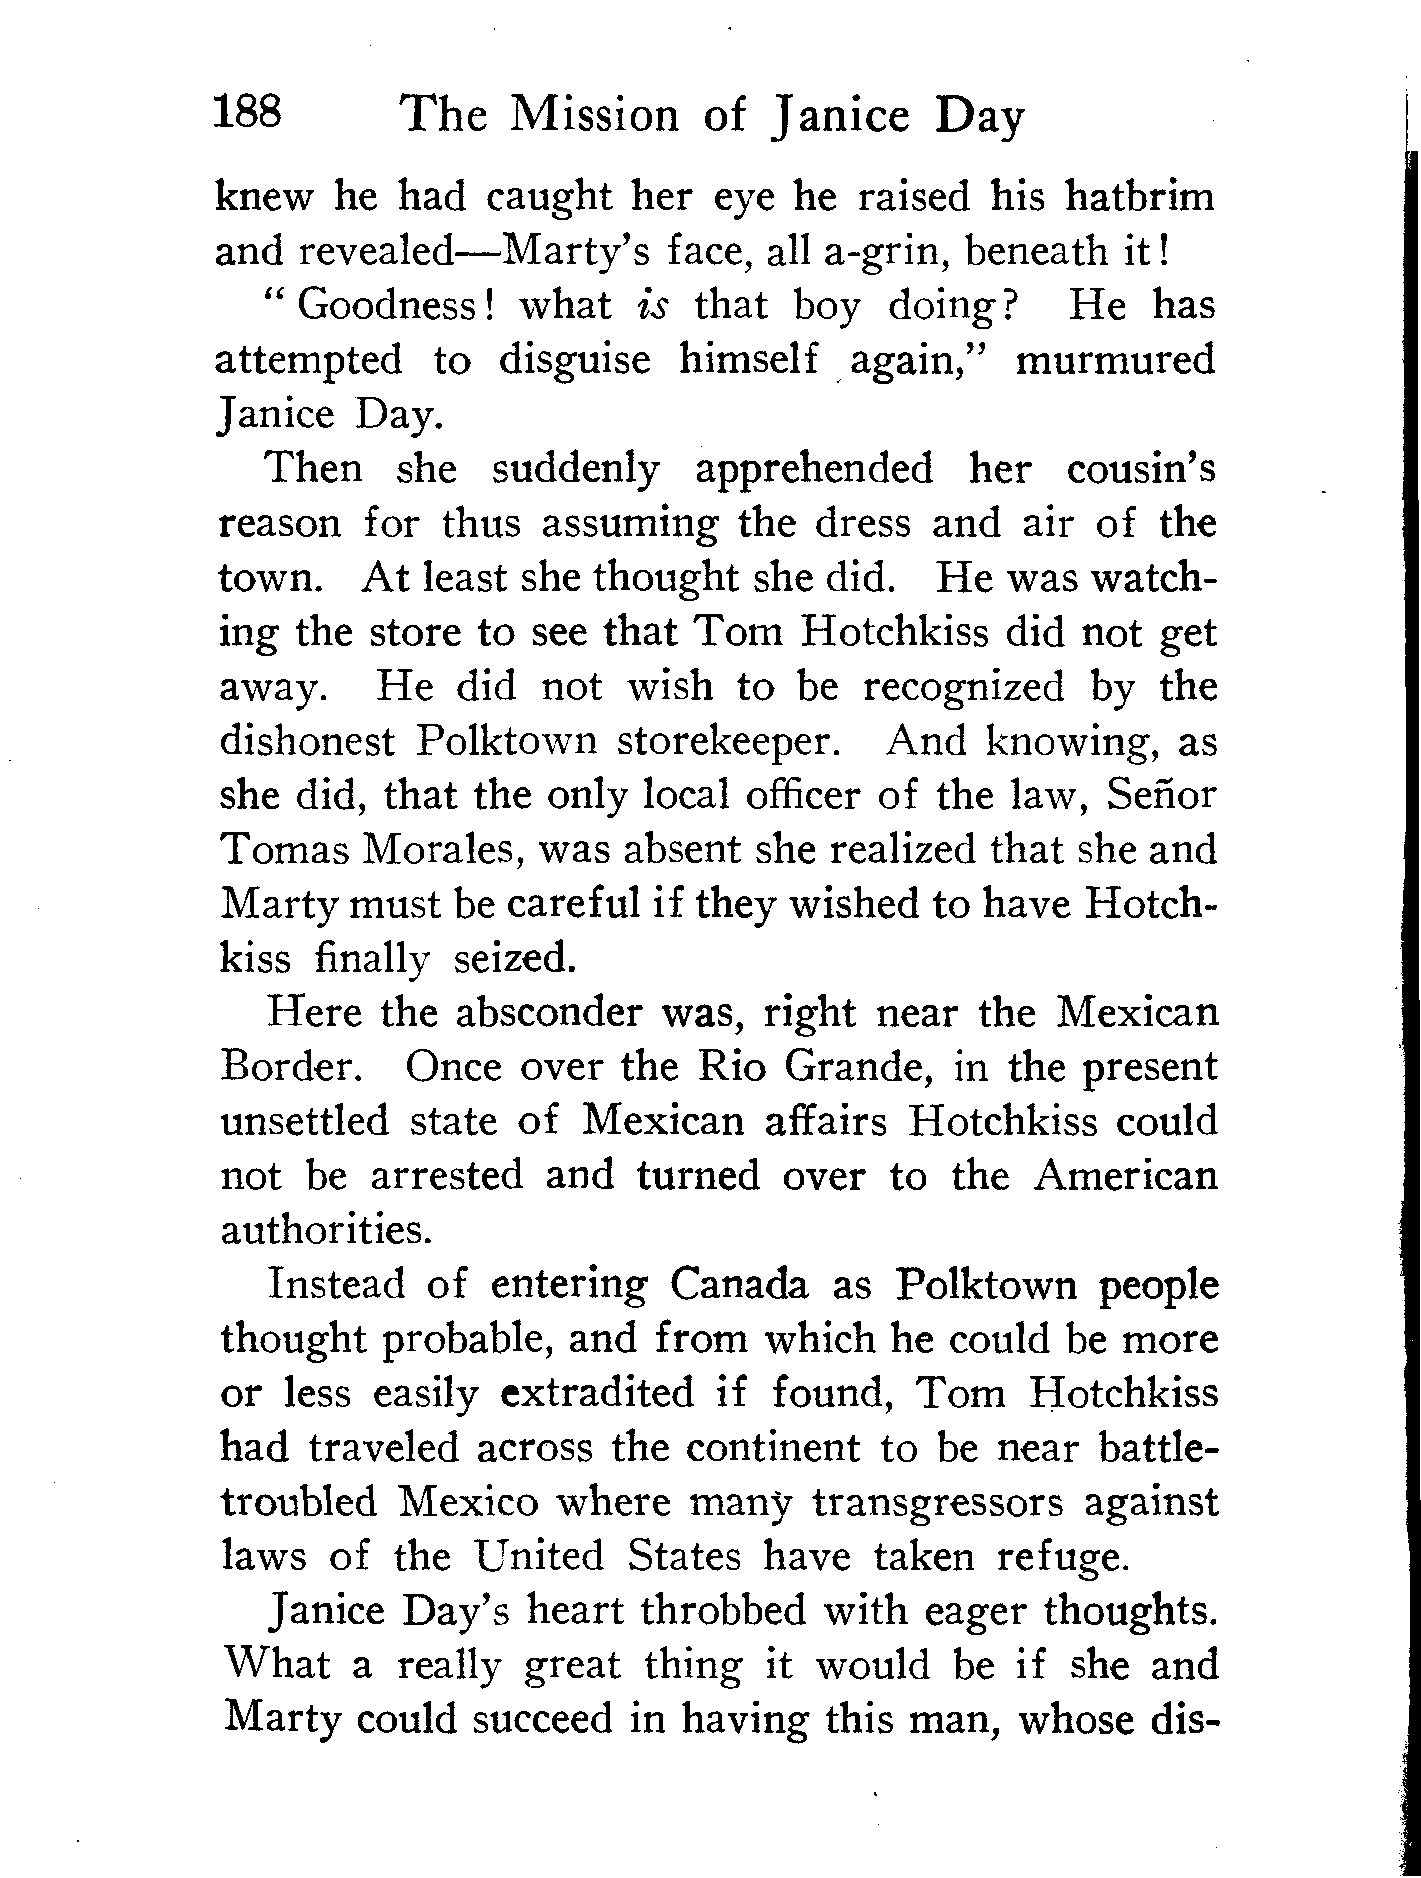 188 The Mission of Janice Day
knew he had caught her eye he raised his hatbrim
and revealed—Marty's face, all a-grin, beneath it!
" Goodness! what is that boy doing? He has
attempted to disguise himself again," murmured
Janice Day.
Then she suddenly apprehended her cousin's
reason for thus assuming the dress and air of the
town. At least she thought she did. He was watch-
ing the store to see that Tom Hotchkiss did not get
away. He did not wish to be recognized by the
dishonest Polktown storekeeper. And knowing, as
she did, that the only local officer of the law, Señor
Tomas Morales, was absent she realized that she and
Marty must be careful if they wished to have Hotch-
kiss finally seized.
Here the absconder was, right near the Mexican
Border. Once over the Rio Grande, in the present
unsettled state of Mexican affairs Hotchkiss could
not be arrested and turned over to the American
authorities.
Instead of entering Canada as Polktown people
thought probable, and from which he could be more
or less easily extradited if found, Tom Hotchkiss
had traveled across the continent to be near battle-
troubled Mexico where many transgressors against
laws of the United States have taken refuge.
Janice Day's heart throbbed with eager thoughts.
What a really great thing it would be if she and
Marty could succeed in having this man, whose dis-